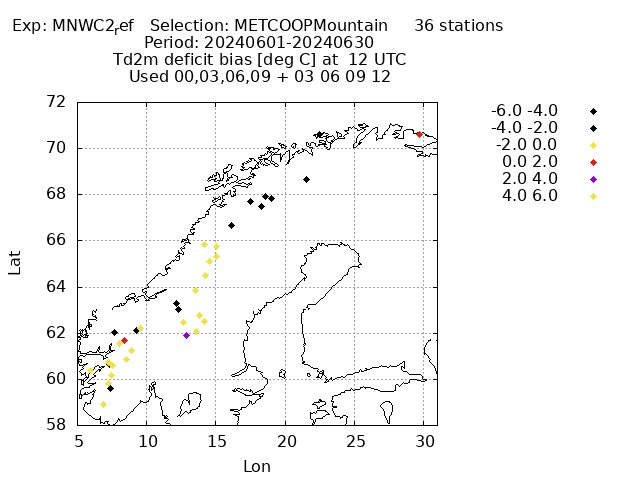 Exp: MNWC2ref   Selection: METCOOPMountain     36 stations
Period: 20240601-20240630
Td2m deficit bias [deg C] at  12 UTC
Used 00,03,06,09 + 03 06 09 12
-6.0 -4.0
-4.0 -2.0
-2.0 0.0
0.0 2.0
2.0 4.0
4.0 6.0
72
70
68
66
64
62
60
58
Lat
5 10 15 20 25 30
Lon